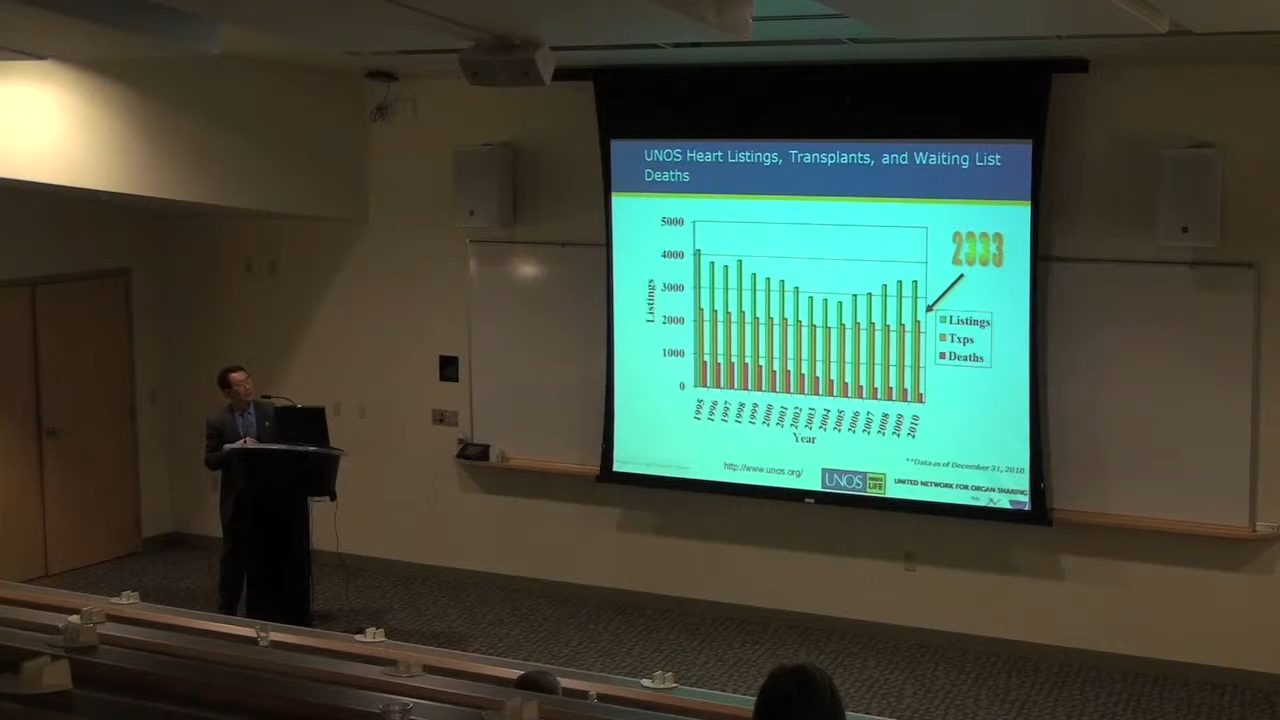 UNOS Heart Listings, Transplants, and Waiting List
Deaths
5000
4000
3000
2000
1000
0
Listings
2333
Listings
Txps
Deaths
1995
1996
1997
1998
1999
2000
2001
2002
2003
2004
2005
2006
2007
2008
2009
2010
Year
**Data as of December 31, 2010
http://www.unos.org/
UNOS
LIFE
UNITED NETWORK FOR ORGAN SHARING